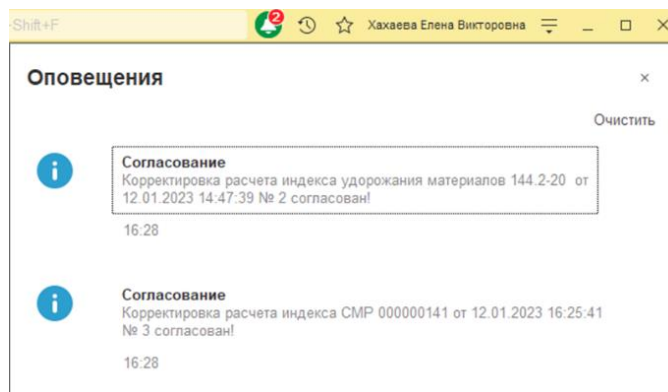 Shift+F
2
Хахаева Елена Викторовна
Оповещения
Очистить
Согласование
Корректировка расчета индекса удорожания материалов 144.2-20 от
12.01.2023 14:47:39 № 2 согласован!
16:28
Согласование
Корректировка расчета индекса СМР 000000141 от 12.01.2023 16:25:41
№ 3 согласован!
16:28